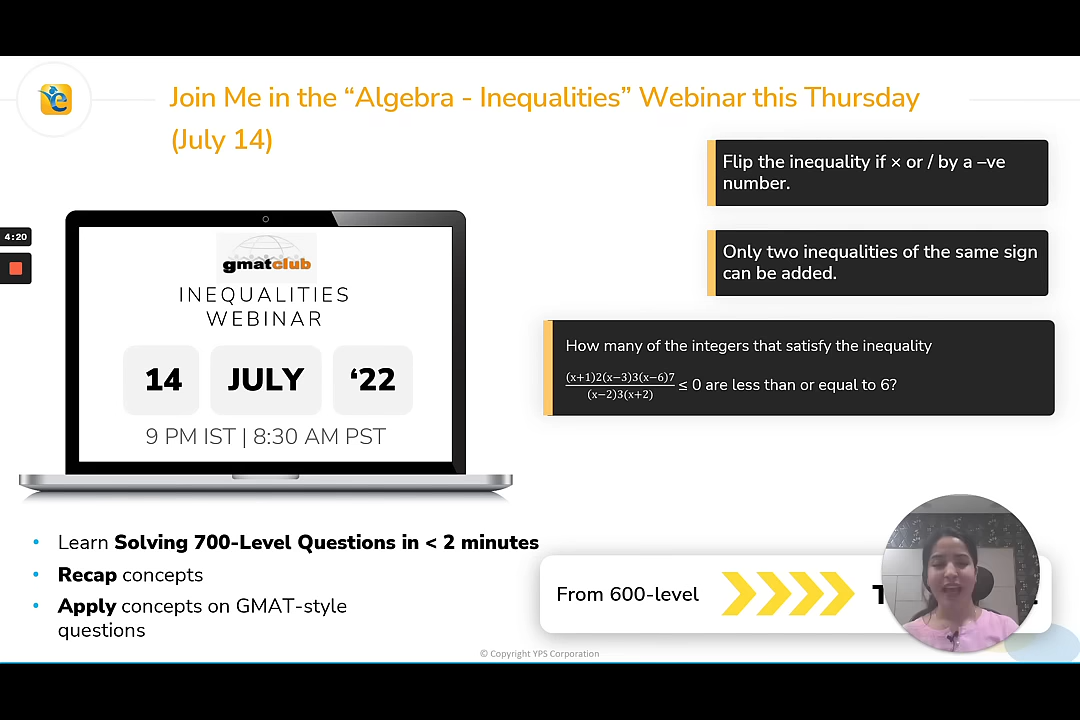 Join Me in the “Algebra - Inequalities” Webinar this Thursday
(July 14)
Flip the inequality if × or / by a –ve
number.
Only two inequalities of the same sign
can be added.
How many of the integers that satisfy the inequality
(x+1)2(x−3)3(x−6)7
(x−2)3(x+2)
≤ 0 are less than or equal to 6?
4:20
gmatclub
INEQUALITIES
WEBINAR
14 JULY ‘22
9 PM IST | 8:30 AM PST
• Learn Solving 700-Level Questions in < 2 minutes
• Recap concepts
• Apply concepts on GMAT-style
questions
From 600-level
© Copyright YPS Corporation